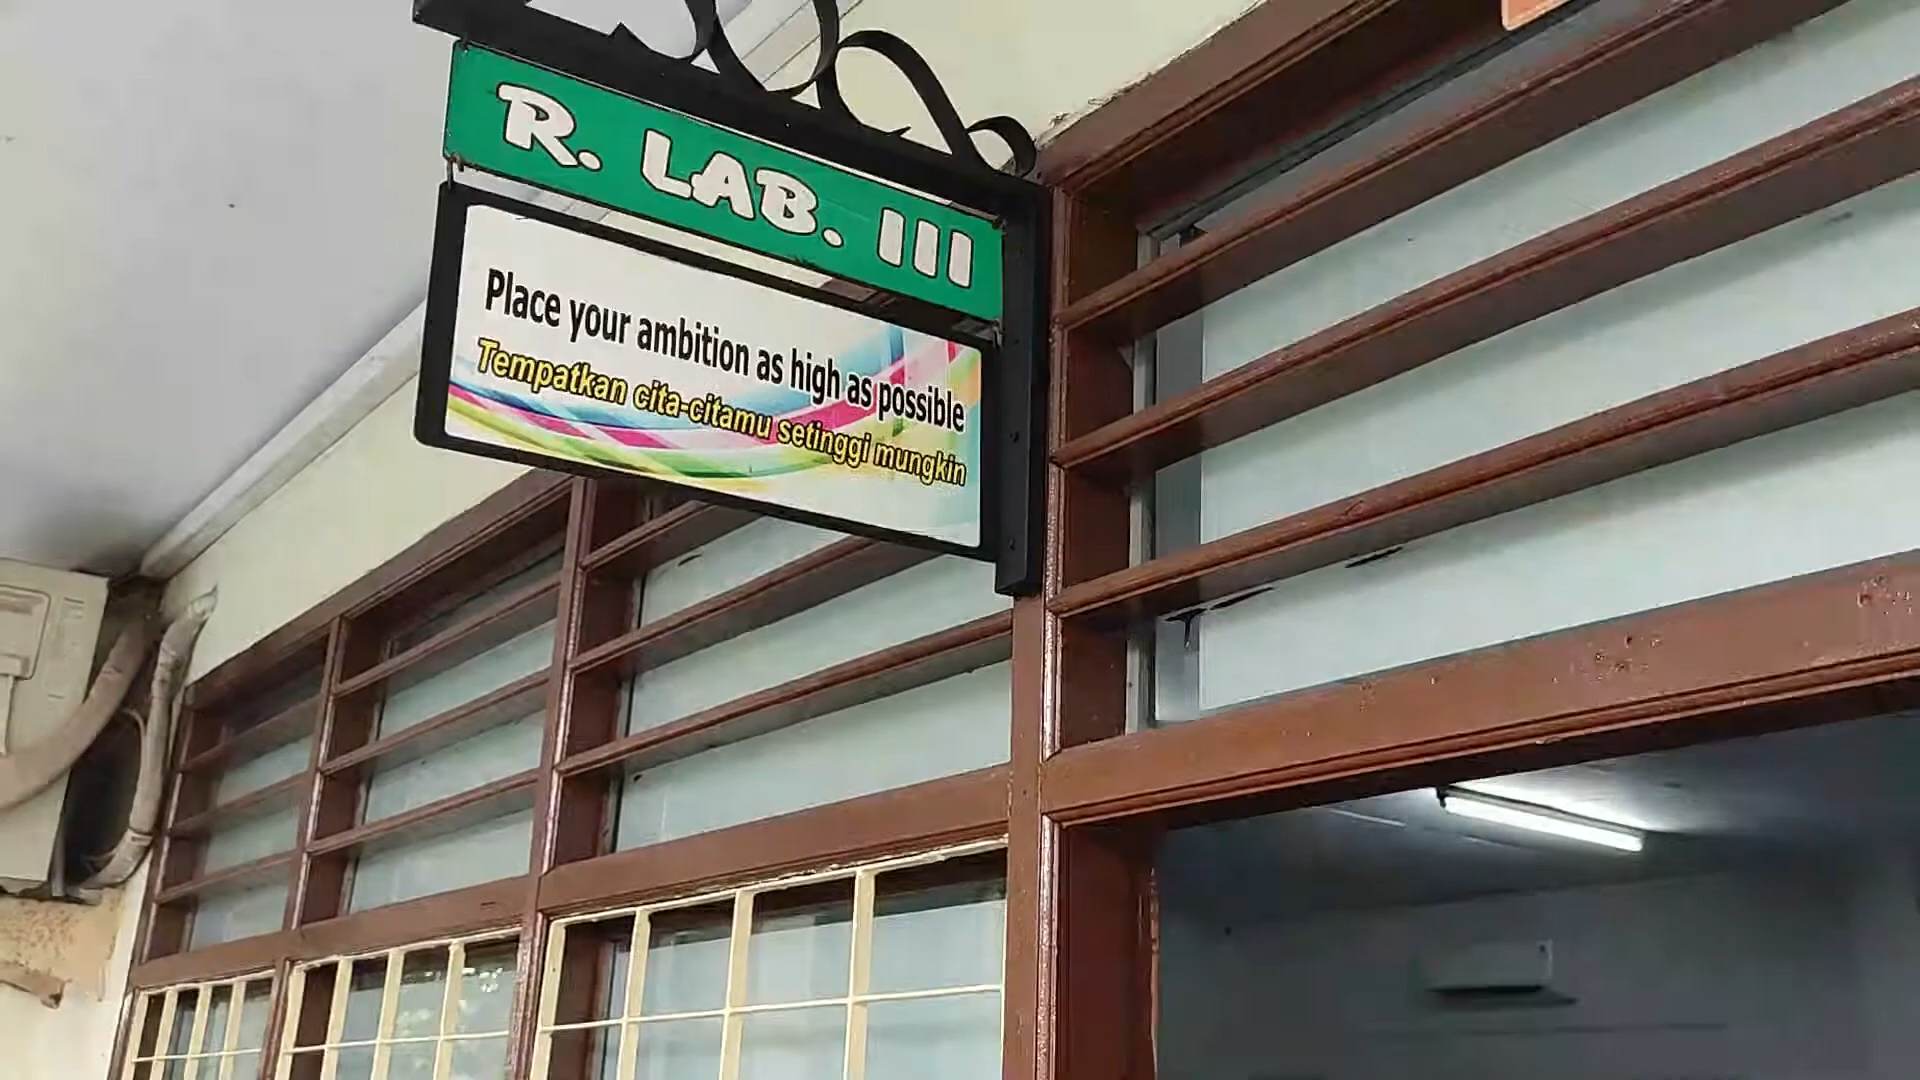 R. LAB. III
Place your ambition as high as possible
Tempatkan cita-citamu setinggi mungkin